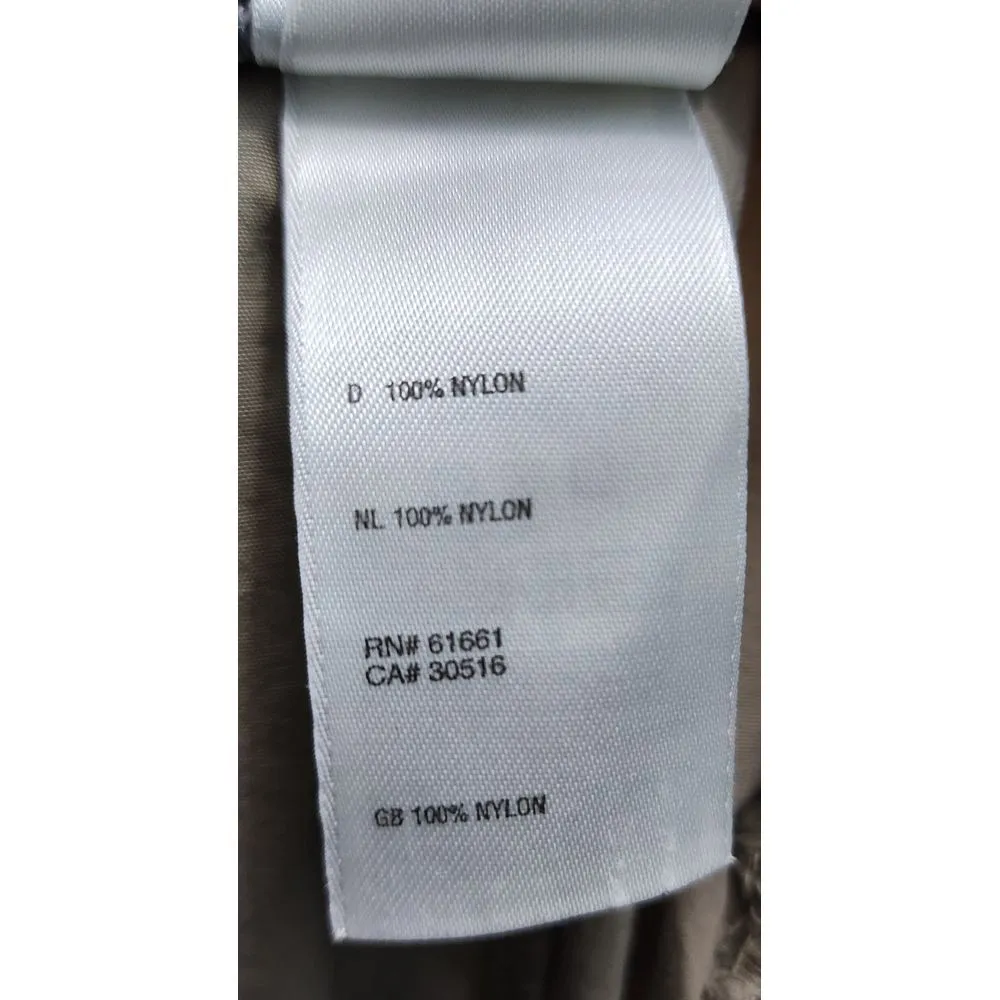 D 100% NYLON
NL 100% NYLON
RN# 61661
CA# 30516
GB 100% NYLON